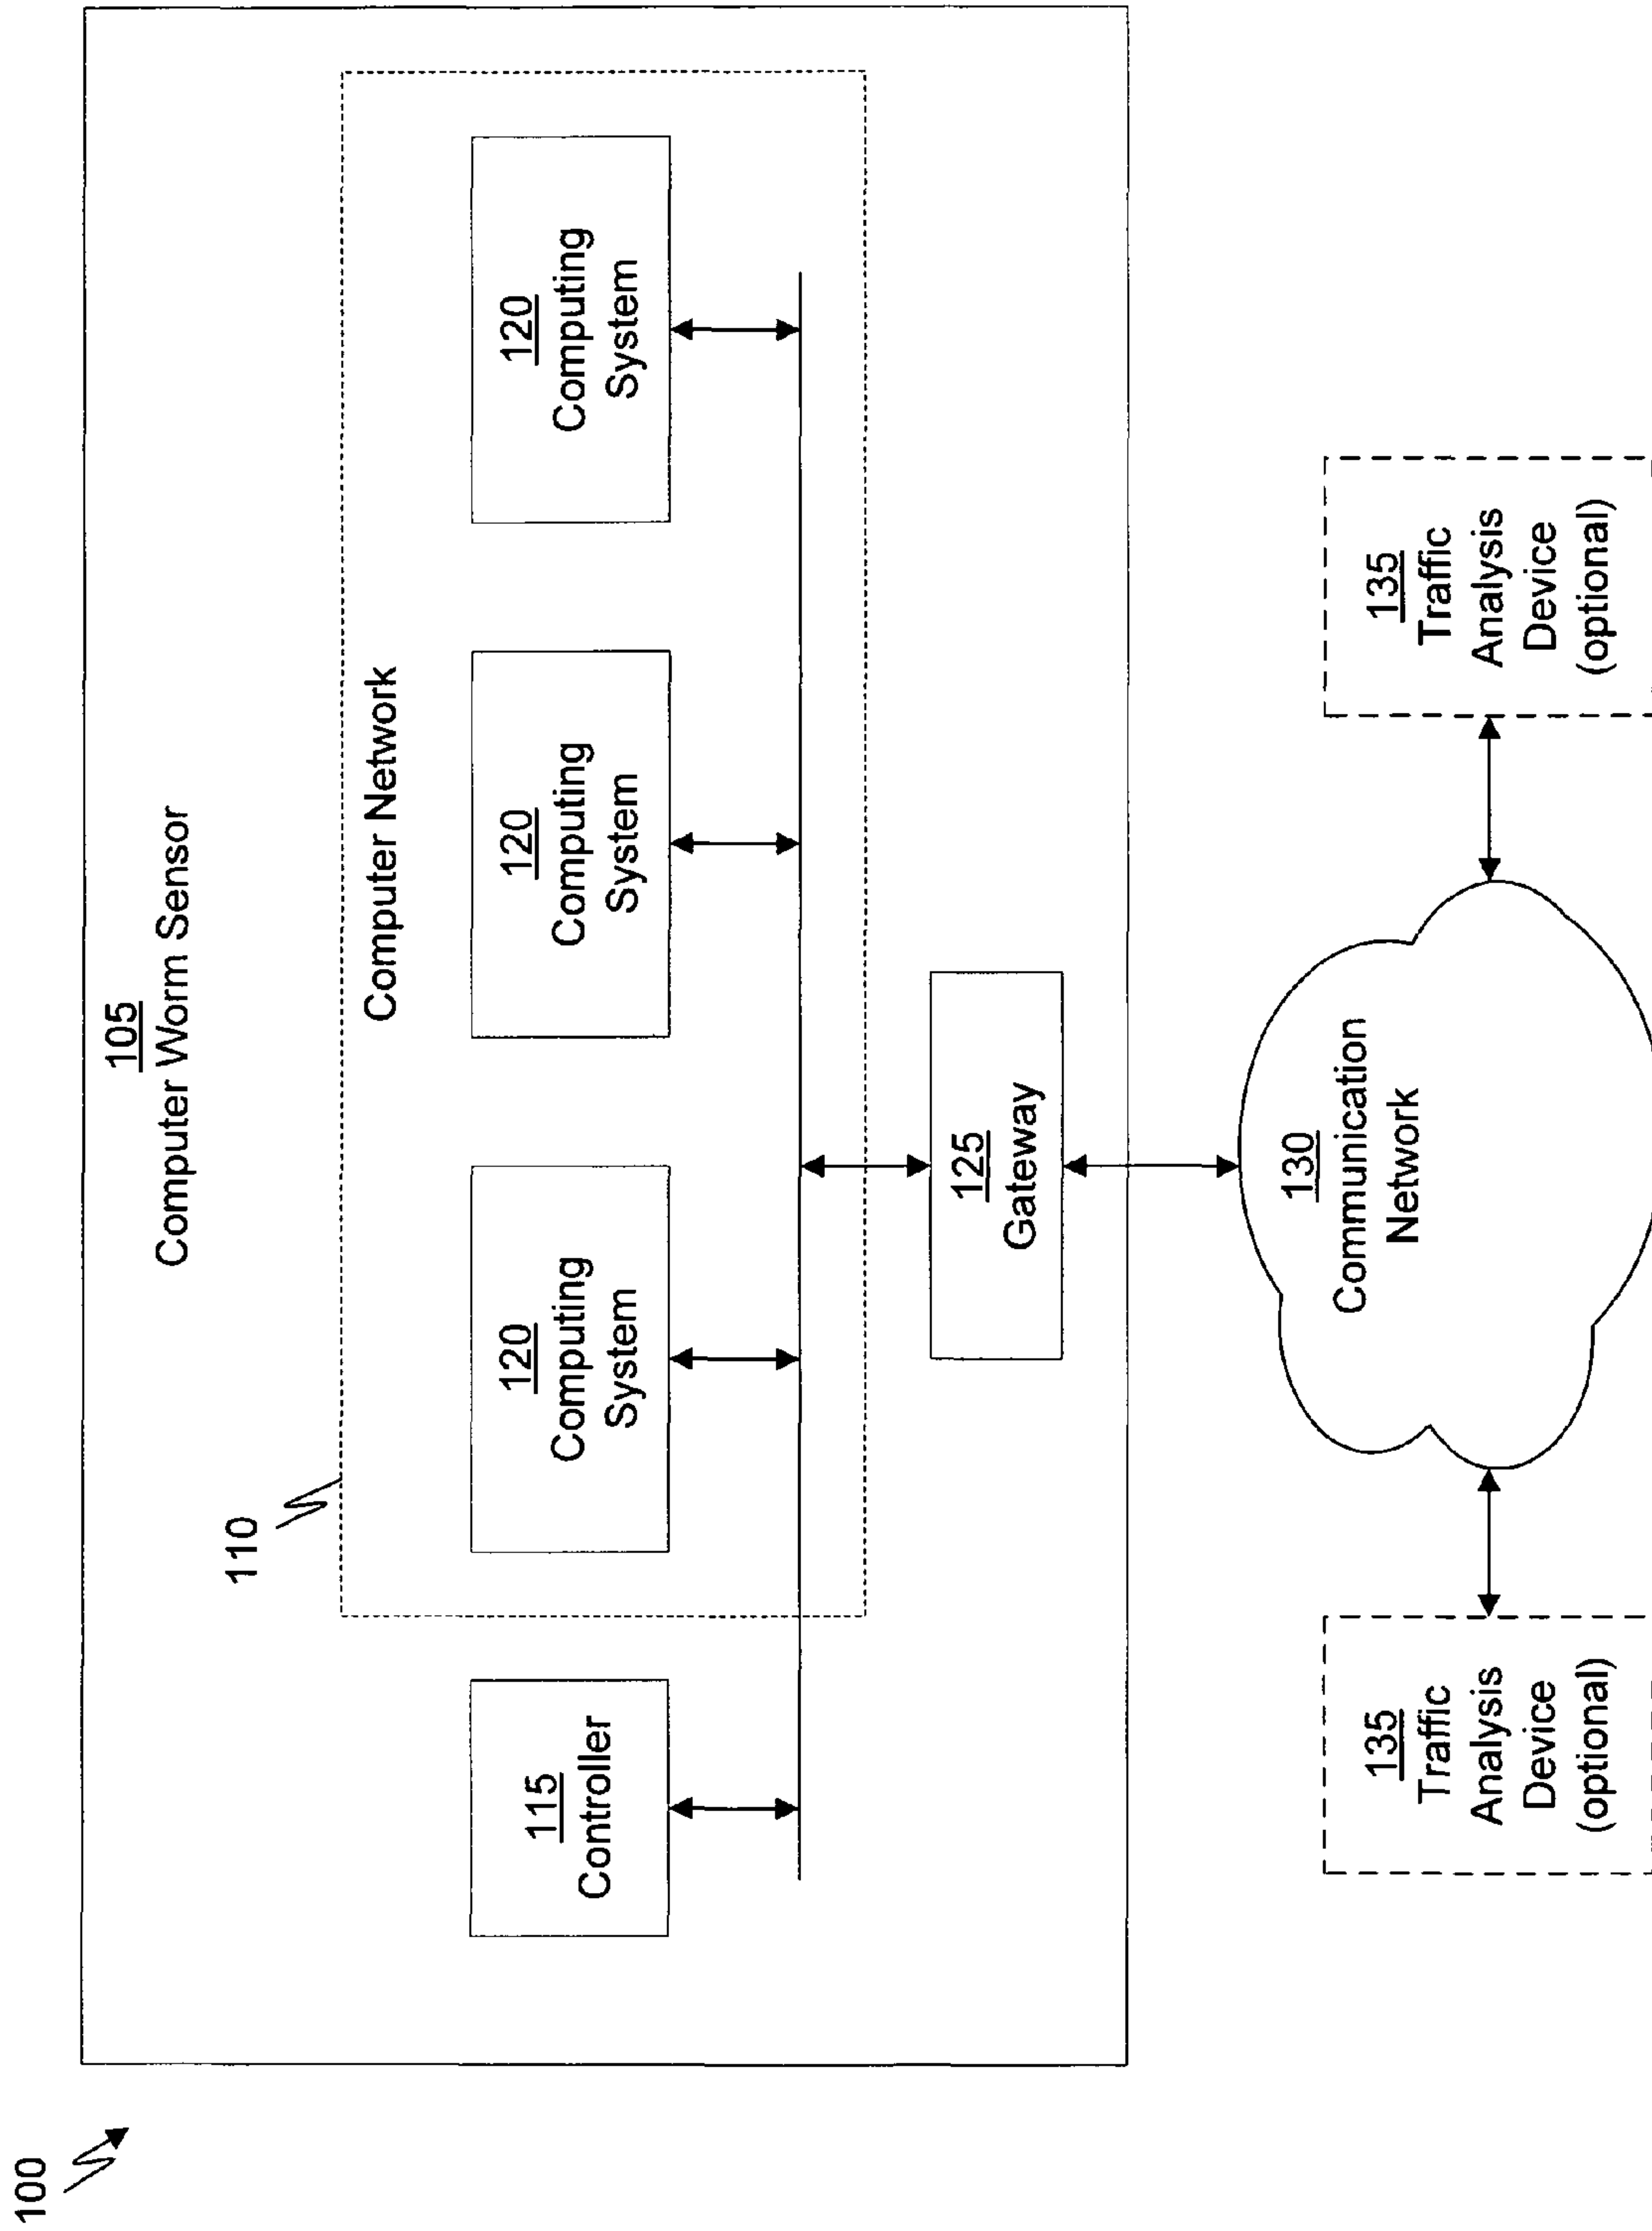 100
105
Computer Worm Sensor
110
Computer Network
115
Controller
120
Computing
System
120
Computing
System
120
Computing
System
125
Gateway
130
Communication
Network
135
Traffic
Analysis
Device
(optional)
135
Traffic
Analysis
Device
(optional)